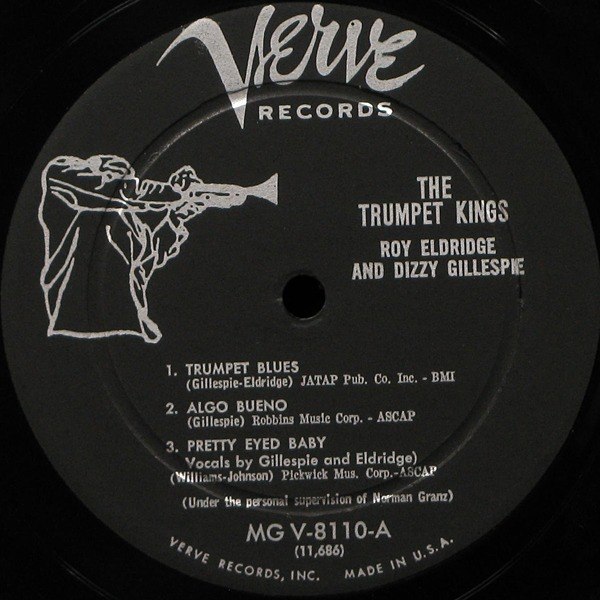 Verve
RECORDS
THE
TRUMPET KINGS
ROY ELDRIDGE
AND DIZZY GILLESPIE
1. TRUMPET BLUES
(Gillespie-Eldridge) JATAP Pub. Co. Inc. - BMI
2. ALGO BUENO
(Gillespie) Robbins Music Corp. - ASCAP
3. PRETTY EYED BABY
Vocals by Gillespie and Eldridge)
(Williams-Johnson) Pickwick Mus. Corp.-ASCAP
(Under the personal supervision of Norman Granz)
MG V-8110-A
(11,686)
VERVE RECORDS, INC. MADE IN U.S.A.